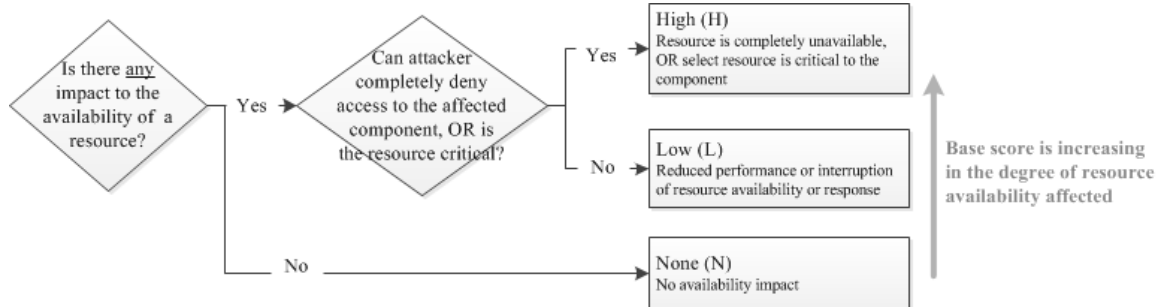 Is there any
impact to the
availability of a
resource?
Yes
Can attacker
completely deny
access to the affected
component, OR is
the resource critical?
Yes
High (H)
Resource is completely unavailable,
OR select resource is critical to the
component
No
Low (L)
Reduced performance or interruption
of resource availability or response
No
None (N)
No availability impact
Base score is increasing
in the degree of resource
availability affected